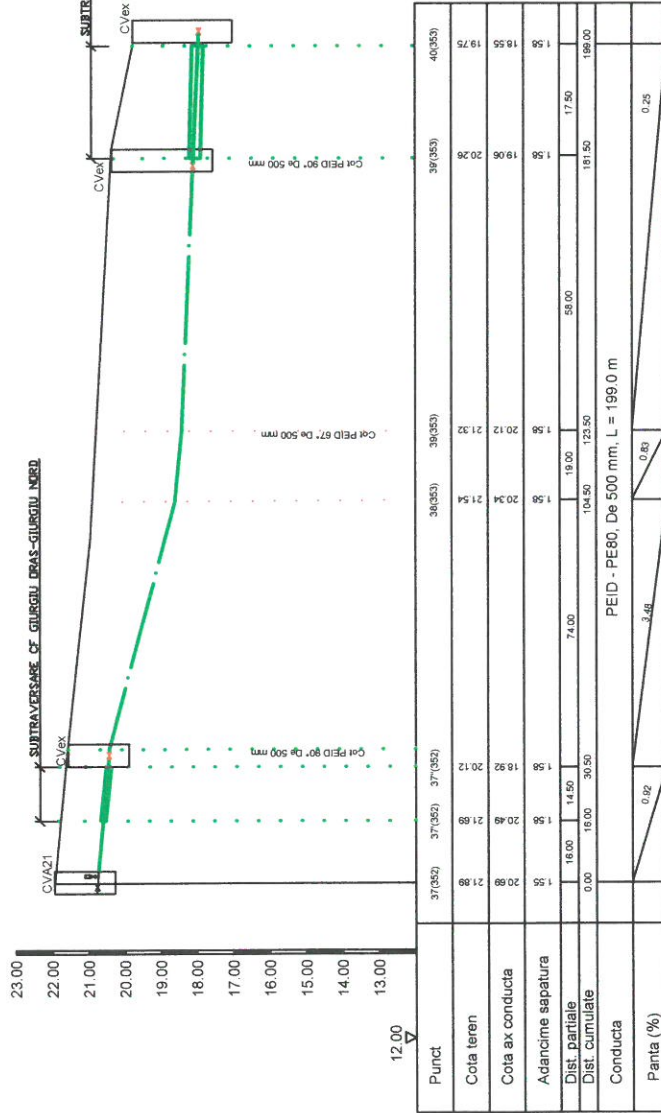 SUBTRAVERSARE CF GIURGIU ORAS-GIURGIU NORD
SUBTR
CVA21
CVex
CVex
CVex
23.00
22.00
21.00
20.00
19.00
18.00
17.00
16.00
15.00
14.00
13.00
12.00
Cot PEID 90° De 500 mm
Cot PEID 67° De 500 mm
Cot PEID 90° De 500 mm
Punct 37(352) 37'(352) 37"(352) 38(353) 39(353) 39'(353) 40(353)
Cota teren 21.89 21.69 20.12 21.54 21.32 20.26 19.75
Cota ax conducta 20.69 20.49 18.92 20.34 20.12 19.06 18.55
Adancime sapatura 1.55 1.58 1.58 1.58 1.58 1.58 1.58
Dist. partiale 16.00 14.50 74.00 19.00 58.00 17.50
Dist. cumulate 0.00 16.00 30.50 104.50 123.50 181.50 199.00
Conducta PEID - PE80, De 500 mm, L = 199.0 m
Panta (%) 0.92 3.48 0.83 0.25